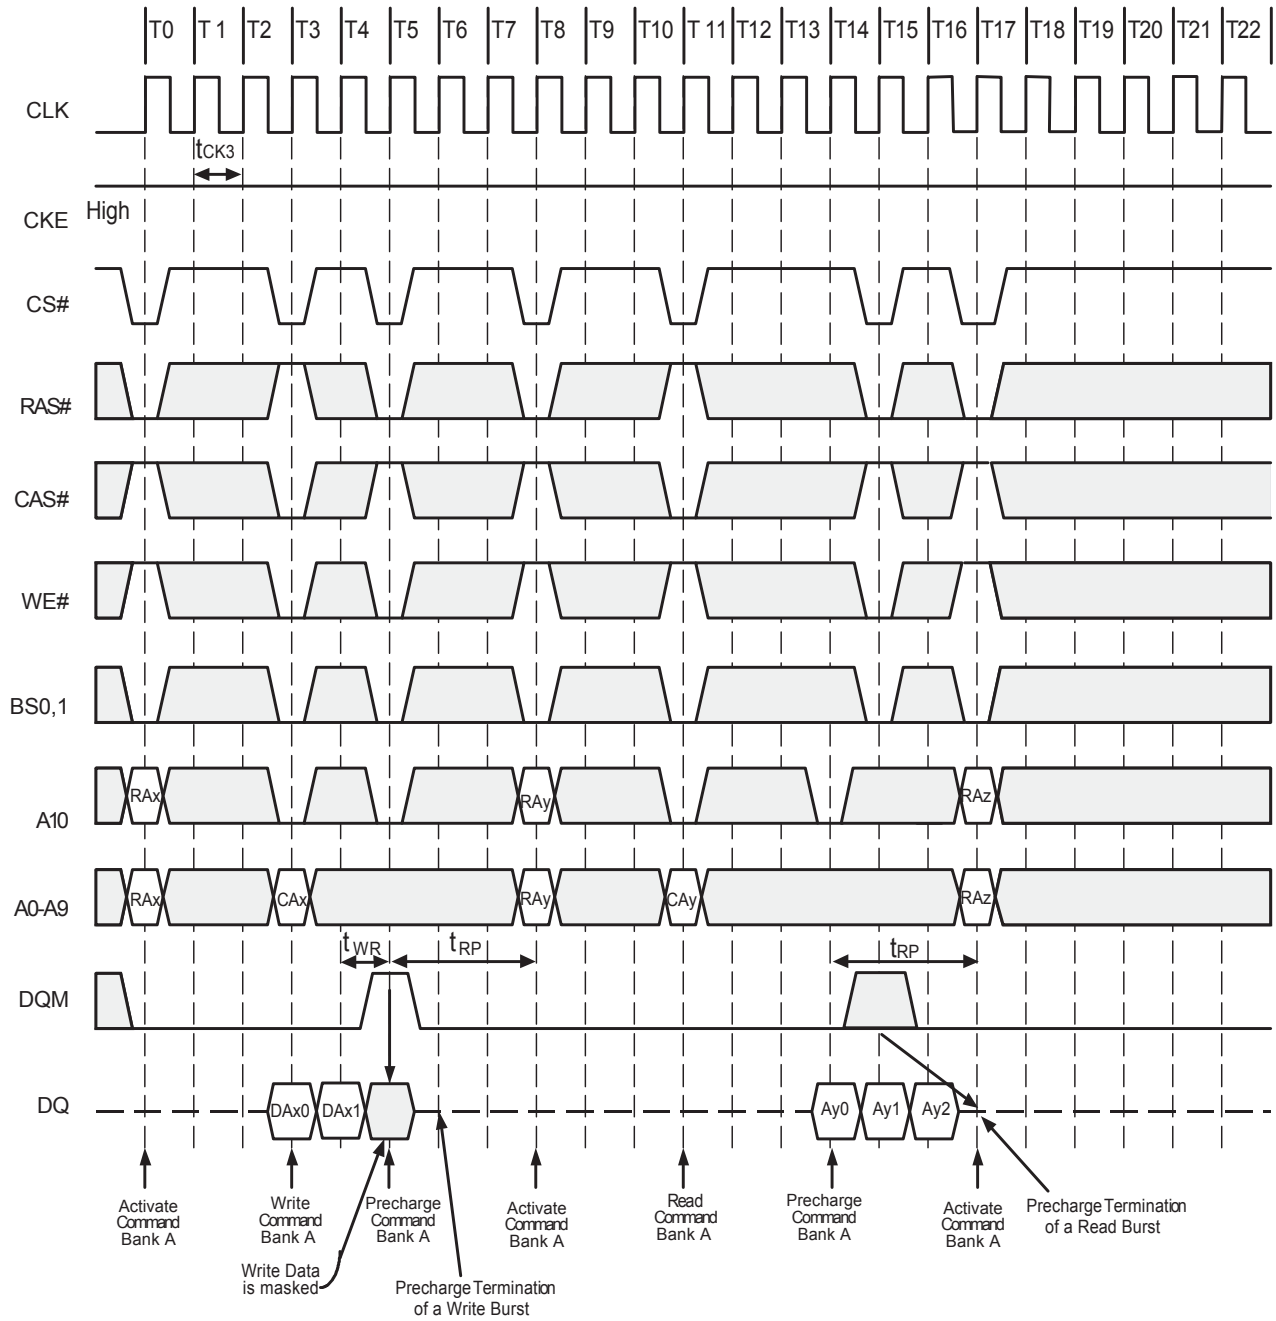 T0 T 1 T2 T3 T4 T5 T6 T7 T8 T9 T10 T 11 T12 T13 T14 T15 T16 T17 T18 T19 T20 T21 T22
CLK
tCK3
High
CKE
CS#
RAS#
CAS#
WE#
BS0,1
RAx RAy RAz
A10
RAx CAx RAy CAy RAz
A0-A9
tWR tRP tRP
DQM
DQ
DAx0 DAx1 Ay0 Ay1 Ay2
Activate
Command
Bank A
Write
Command
Bank A
Precharge
Command
Bank A
Activate
Command
Bank A
Read
Command
Bank A
Precharge
Command
Bank A
Activate
Command
Bank A
Precharge Termination
of a Read Burst
Write Data
is masked
Precharge Termination
of a Write Burst